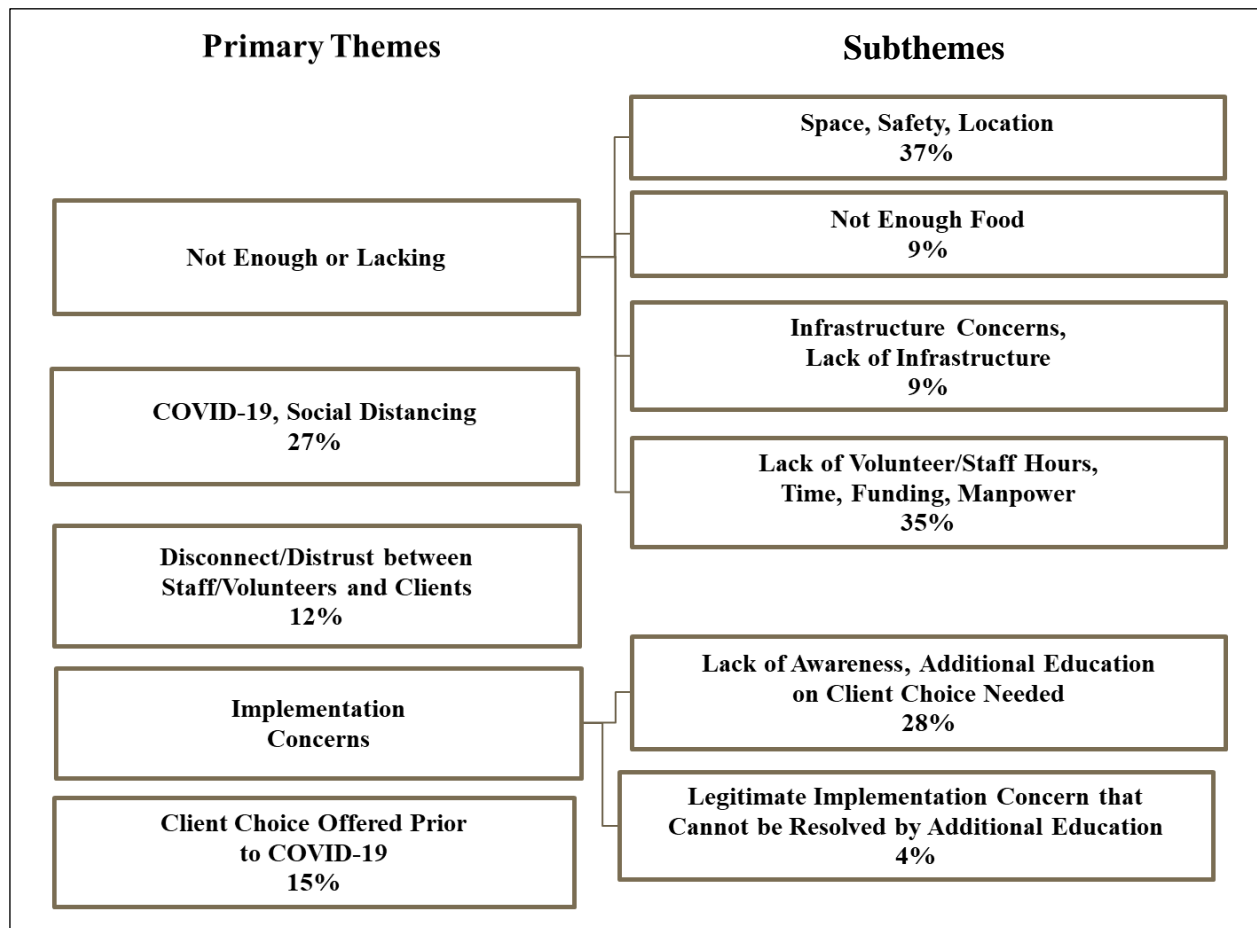 Primary Themes
Subthemes
Not Enough or Lacking
Space, Safety, Location
37%
Not Enough Food
9%
Infrastructure Concerns,
Lack of Infrastructure
9%
Lack of Volunteer/Staff Hours,
Time, Funding, Manpower
35%
COVID-19, Social Distancing
27%
Disconnect/Distrust between
Staff/Volunteers and Clients
12%
Implementation
Concerns
Lack of Awareness, Additional Education
on Client Choice Needed
28%
Legitimate Implementation Concern that
Cannot be Resolved by Additional Education
4%
Client Choice Offered Prior
to COVID-19
15%